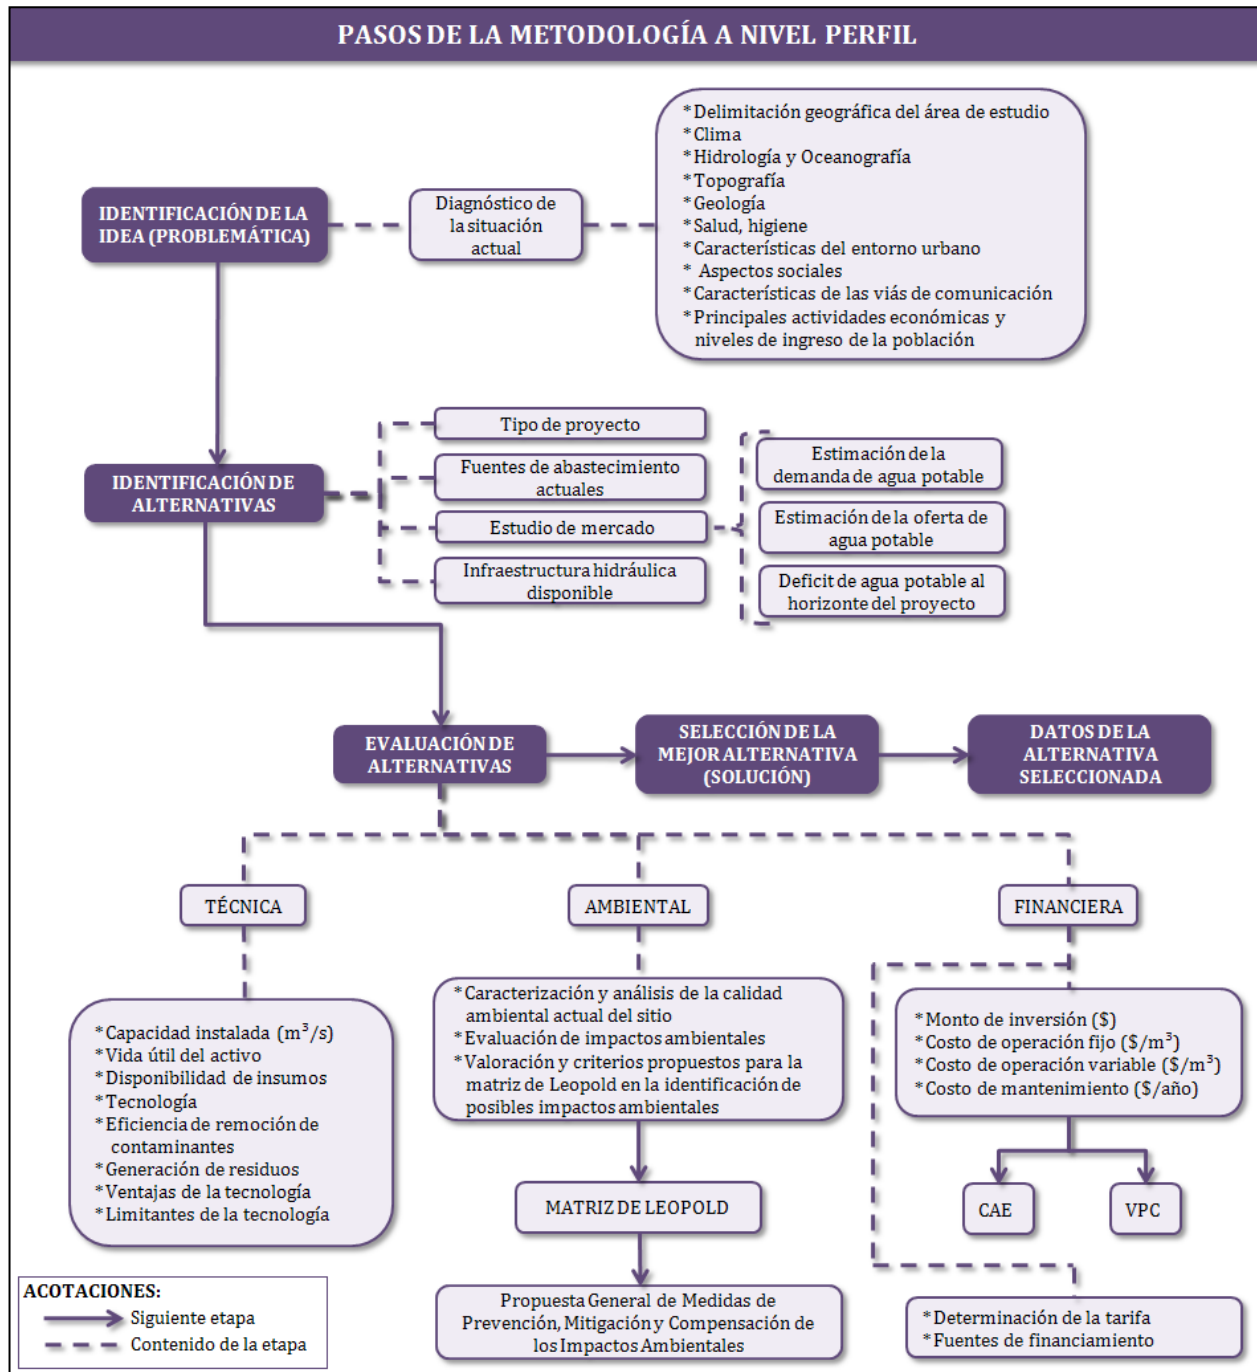 PASOS DE LA METODOLOGÍA A NIVEL PERFIL
* Delimitación geográfica del área de estudio
* Clima
* Hidrología y Oceanografía
* Topografía
* Geología
* Salud, higiene
* Características del entorno urbano
* Aspectos sociales
* Características de las viás de comunicación
* Principales actividades económicas y
niveles de ingreso de la población
IDENTIFICACIÓN DE LA
IDEA (PROBLEMÁTICA)
Diagnóstico de
la situación
actual
IDENTIFICACIÓN DE
ALTERNATIVAS
Tipo de proyecto
Fuentes de abastecimiento
actuales
Estudio de mercado
Infraestructura hidráulica
disponible
Estimación de la
demanda de agua potable
Estimación de la oferta de
agua potable
Deficit de agua potable al
horizonte del proyecto
EVALUACIÓN DE
ALTERNATIVAS
SELECCIÓN DE LA
MEJOR ALTERNATIVA
(SOLUCIÓN)
DATOS DE LA
ALTERNATIVA
SELECCIONADA
TÉCNICA
AMBIENTAL
FINANCIERA
* Capacidad instalada (m³/s)
* Vida útil del activo
* Disponibilidad de insumos
* Tecnología
* Eficiencia de remoción de
contaminantes
* Generación de residuos
* Ventajas de la tecnología
* Limitantes de la tecnología
* Caracterización y análisis de la calidad
ambiental actual del sitio
* Evaluación de impactos ambientales
* Valoración y criterios propuestos para la
matriz de Leopold en la identificación de
posibles impactos ambientales
* Monto de inversión ($)
* Costo de operación fijo ($/m³)
* Costo de operación variable ($/m³)
* Costo de mantenimiento ($/año)
MATRIZ DE LEOPOLD
CAE
VPC
Propuesta General de Medidas de
Prevención, Mitigación y Compensación de
los Impactos Ambientales
* Determinación de la tarifa
* Fuentes de financiamiento
ACOTACIONES:
Siguiente etapa
Contenido de la etapa